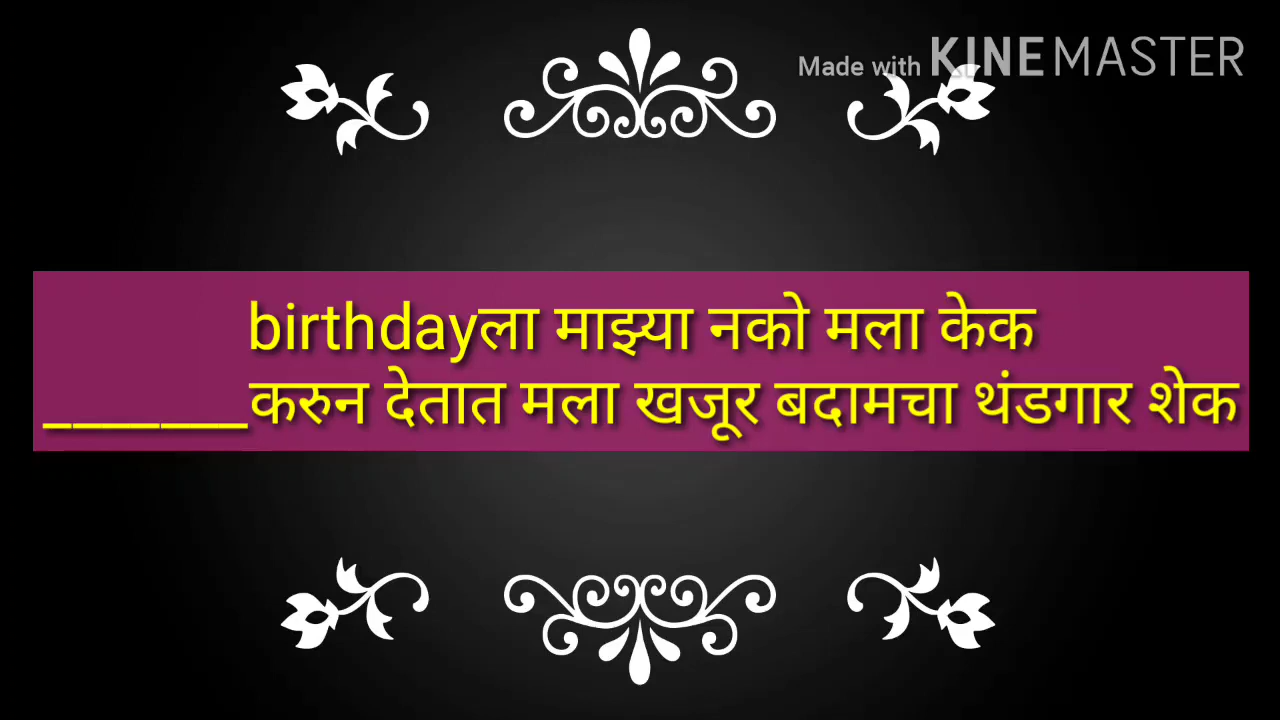 Made with KINEMASTER
birthdayला माझ्या नको मला केक
_______करुन देतात मला खजूर बदामचा थंडगार शेक